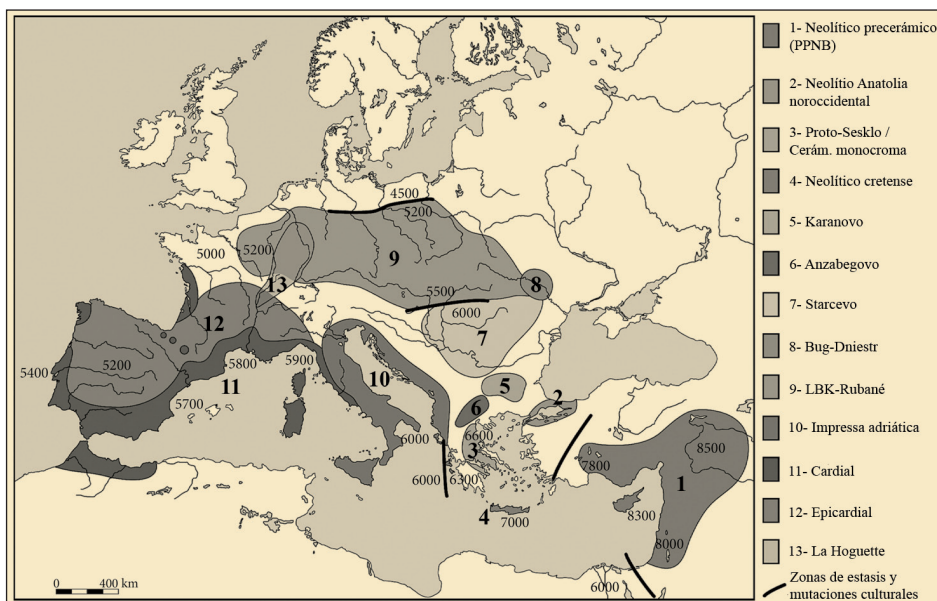 1- Neolítico precerámico
(PPNB)
2- Neolítio Anatolia
noroccidental
3- Proto-Sesklo /
Cerám. monocroma
4- Neolítico cretense
5- Karanovo
6- Anzabegovo
7- Starcevo
8- Bug-Dniestr
9- LBK-Rubané
10- Impressa adriática
11- Cardial
12- Epicardial
13- La Hoguette
Zonas de estasis y
mutaciones culturales
4500
5200
5000
5200
9
13
8
5500
6000
12
7
5900
5800
10
5200
5400
11
5700
5
2
6
6000
6600
3
6000
6300
7800
8500
1
4
7000
8300
8000
6000
0
400 km